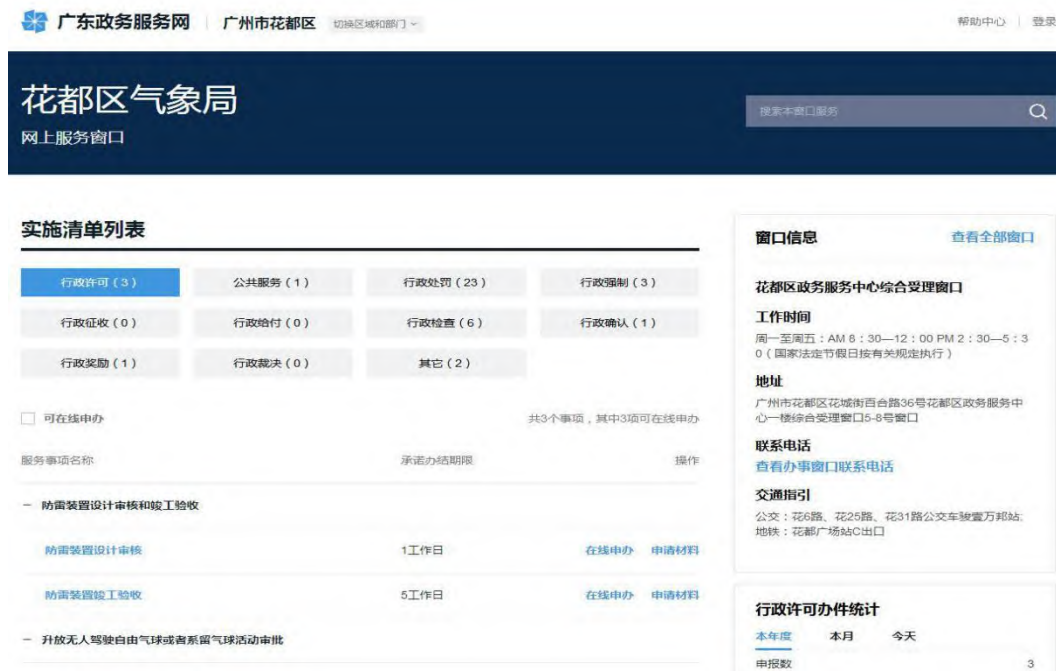 广东政务服务网 广州市花都区 切换区域和部门 帮助中心 登录
花都区气象局
网上服务窗口
搜索本窗口服务
实施清单列表
行政许可(3) 公共服务(1) 行政处罚(23) 行政强制(3)
行政征收(0) 行政给付(0) 行政检查(6) 行政确认(1)
行政奖励(1) 行政裁决(0) 其它(2)
可在线申办 共3个事项,其中3项可在线申办
服务事项名称 承诺办结期限 操作
− 防雷装置设计审核和竣工验收
防雷装置设计审核 1工作日 在线申办 申请材料
防雷装置竣工验收 5工作日 在线申办 申请材料
− 升放无人驾驶自由气球或者系留气球活动审批
窗口信息 查看全部窗口
花都区政务服务中心综合受理窗口
工作时间
周一至周五:AM 8:30—12:00 PM 2:30—5:3
0(国家法定节假日按有关规定执行)
地址
广州市花都区花城街百合路36号花都区政务服务中
心一楼综合受理窗口5-8号窗口
联系电话
查看办事窗口联系电话
交通指引
公交:花6路、花25路、花31路公交车骏壹万邦站.
地铁:花都广场站C出口
行政许可办件统计
本年度 本月 今天
申报数 3